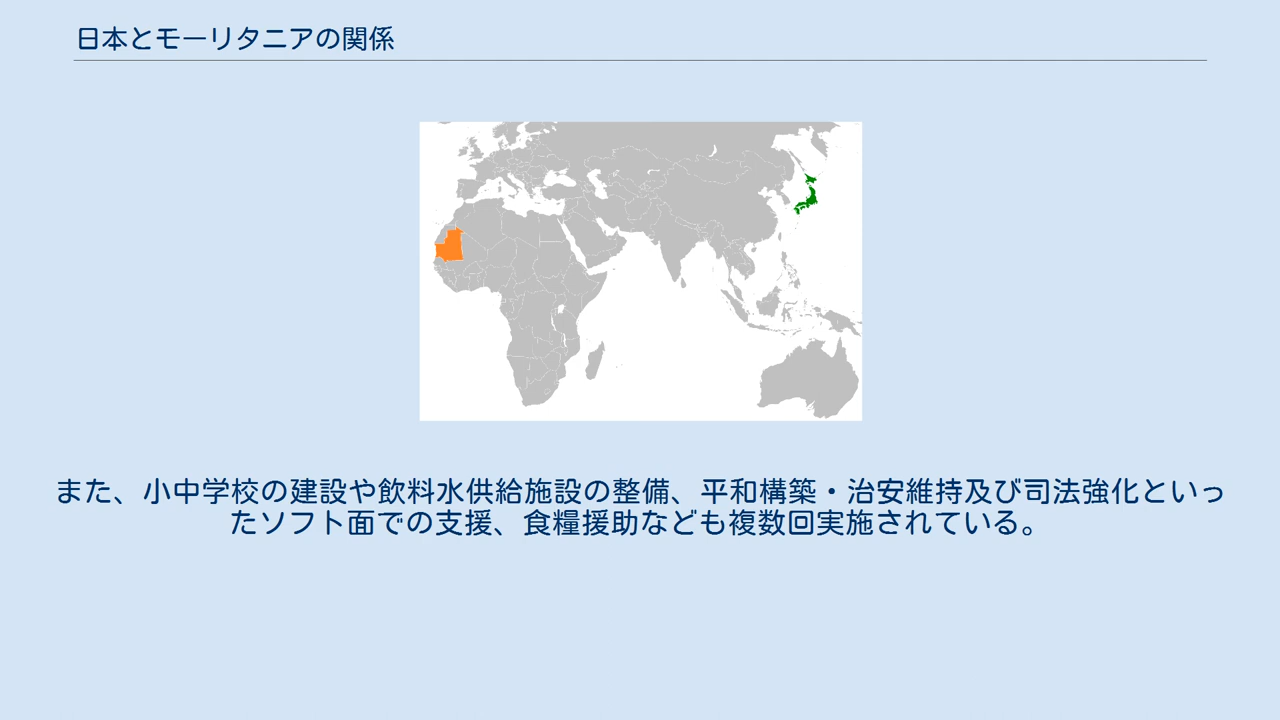 日本とモーリタニアの関係
また、小中学校の建設や飲料水供給施設の整備、平和構築・治安維持及び司法強化といっ
たソフト面での支援、食糧援助なども複数回実施されている。